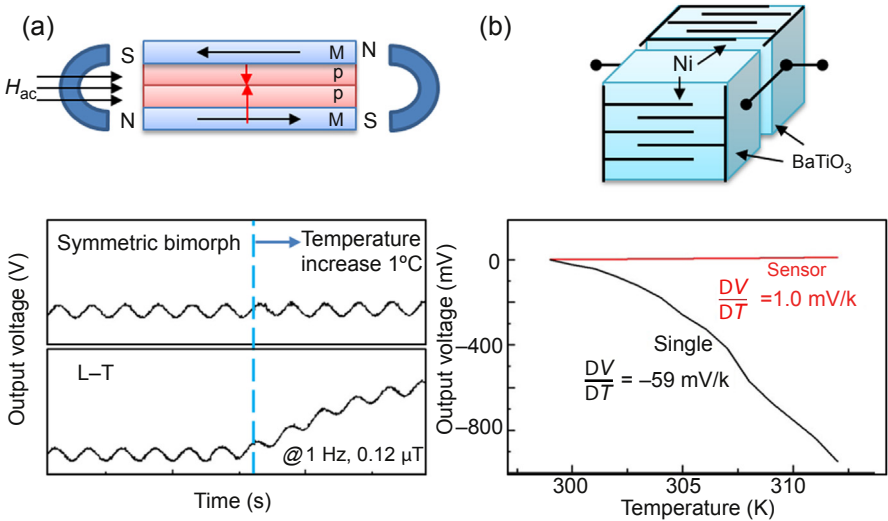 (a)
S
M
N
p
H ac
p
N
M
S
Symmetric bimorph
Temperature
increase 1ºC
L–T
@1 Hz, 0.12 μT
Output voltage (V)
Time (s)
(b)
Ni
BaTiO3
0
−400
−800
Output voltage (mV)
Sensor
DV
DT
=1.0 mV/k
Single
DV
DT
= –59 mV/k
300
305
310
Temperature (K)